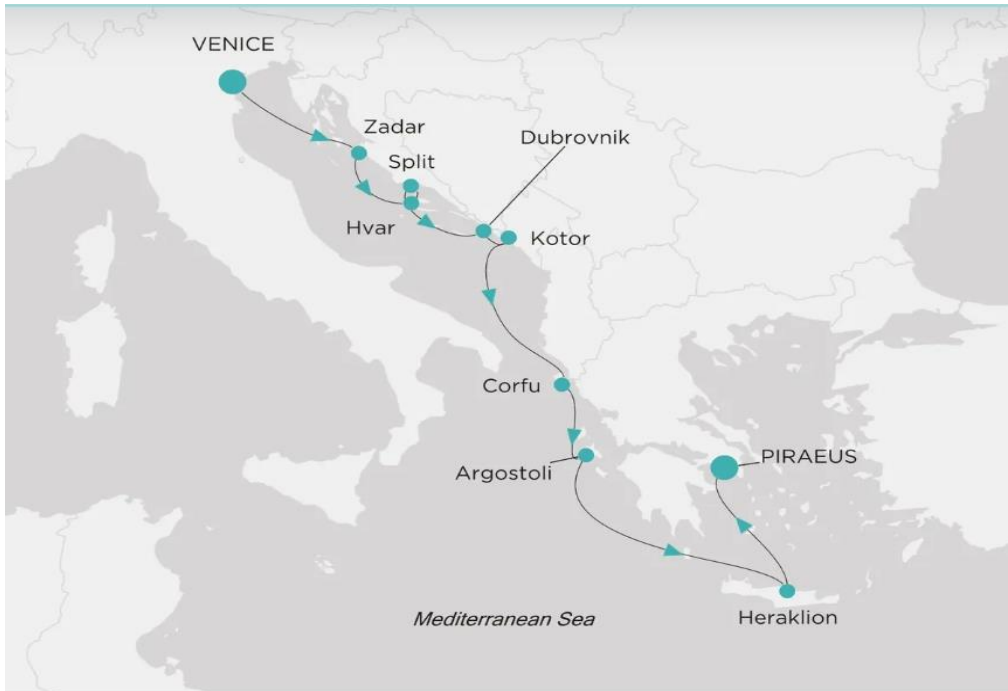 VENICE
Zadar
Dubrovnik
Split
Hvar
Kotor
Corfu
PIRAEUS
Argostoli
Heraklion
Mediterranean Sea